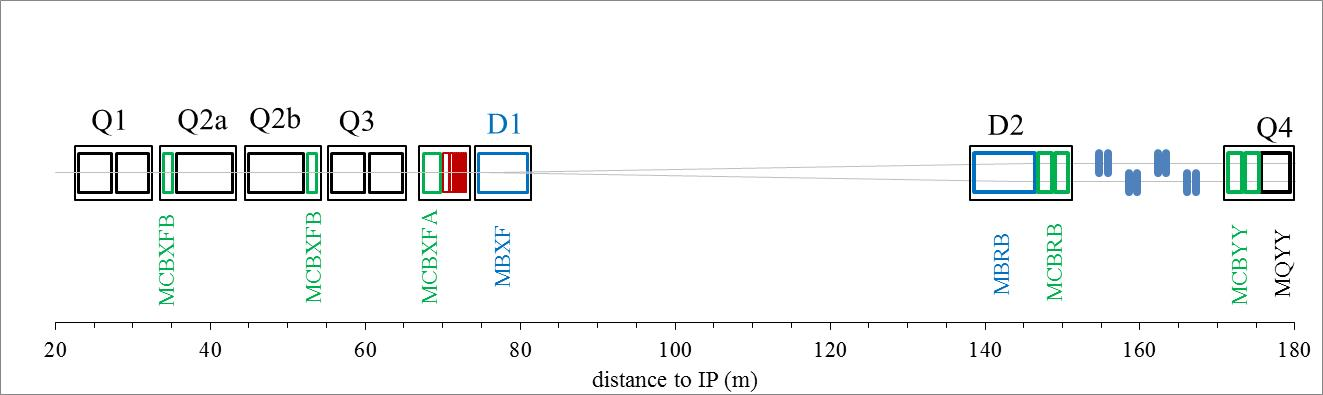 Q1
Q2a
Q2b
Q3
D1
D2
Q4
MCBXFB
MCBXFB
MCBXFA
MBXF
MBRB
MCBRB
MCBYY
MQYY
20 40 60 80 100 120 140 160 180
distance to IP (m)